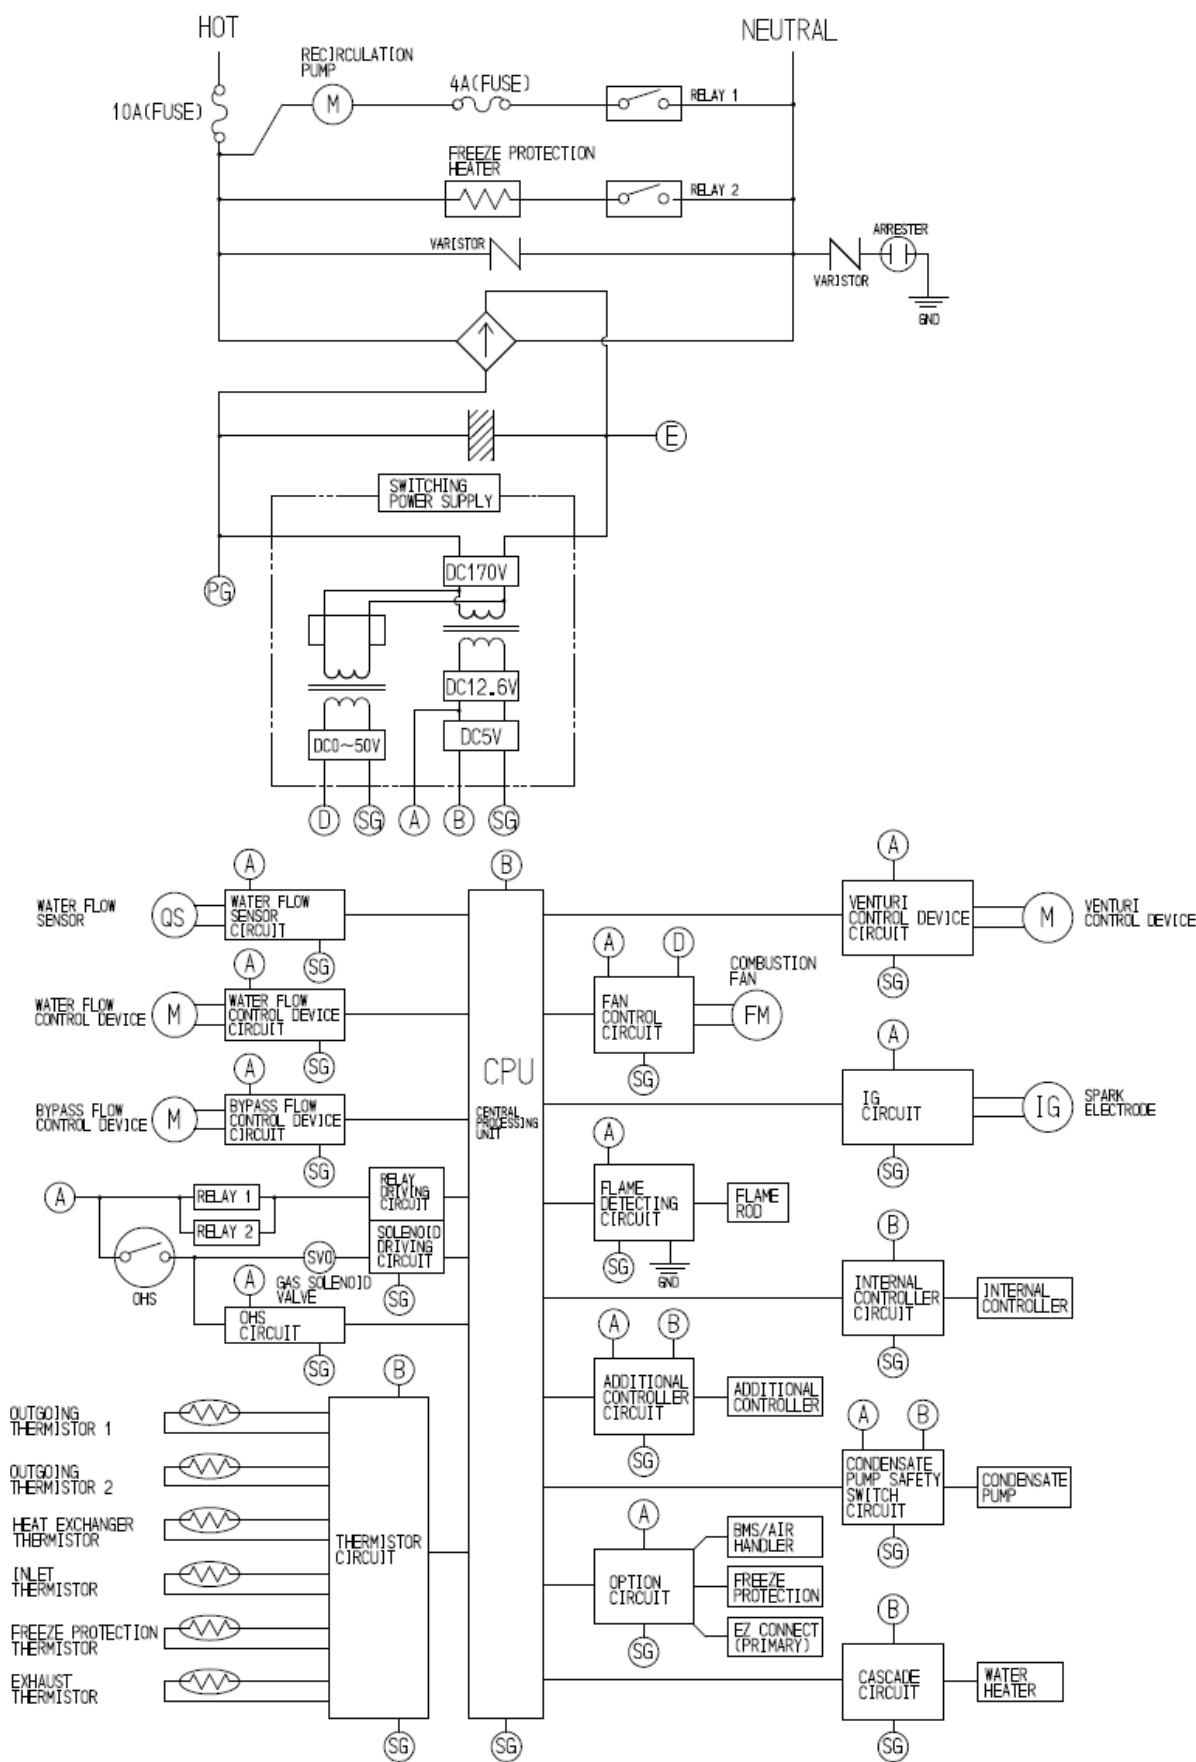 HOT
NEUTRAL
RECIRCULATION
PUMP
M
4A(FUSE)
RELAY 1
10A(FUSE)
FREEZE PROTECTION
HEATER
RELAY 2
VARISTOR
ARRESTER
VARISTOR
GND
E
SWITCHING
POWER SUPPLY
DC170V
PG
DC12.6V
DC0~50V
DC5V
D
SG
A
B
SG
A
B
A
WATER FLOW
SENSOR
QS
WATER FLOW
SENSOR
CIRCUIT
SG
VENTURI
CONTROL DEVICE
CIRCUIT
M
VENTURI
CONTROL DEVICE
SG
A
WATER FLOW
CONTROL DEVICE
M
WATER FLOW
CONTROL DEVICE
CIRCUIT
SG
A
D
COMBUSTION
FAN
FAN
CONTROL
CIRCUIT
FM
SG
A
BYPASS FLOW
CONTROL DEVICE
M
BYPASS FLOW
CONTROL DEVICE
CIRCUIT
SG
CPU
CENTRAL
PROCESSING
UNIT
A
IG
CIRCUIT
IG
SPARK
ELECTRODE
SG
A
RELAY 1
RELAY 2
RELAY
DRIVING
CIRCUIT
A
FLAME
DETECTING
CIRCUIT
FLAME
ROD
SG
GND
OHS
SV0
GAS SOLENOID
VALVE
SOLENOID
DRIVING
CIRCUIT
SG
A
OHS
CIRCUIT
SG
B
INTERNAL
CONTROLLER
CIRCUIT
INTERNAL
CONTROLLER
SG
A
B
ADDITIONAL
CONTROLLER
CIRCUIT
ADDITIONAL
CONTROLLER
SG
B
OUTGOING
THERMISTOR 1
OUTGOING
THERMISTOR 2
HEAT EXCHANGER
THERMISTOR
INLET
THERMISTOR
FREEZE PROTECTION
THERMISTOR
EXHAUST
THERMISTOR
THERMISTOR
CIRCUIT
SG
SG
A
B
CONDENSATE
PUMP SAFETY
SWITCH
CIRCUIT
CONDENSATE
PUMP
SG
A
OPTION
CIRCUIT
BMS/AIR
HANDLER
FREEZE
PROTECTION
EZ CONNECT
(PRIMARY)
SG
B
CASCADE
CIRCUIT
WATER
HEATER
SG